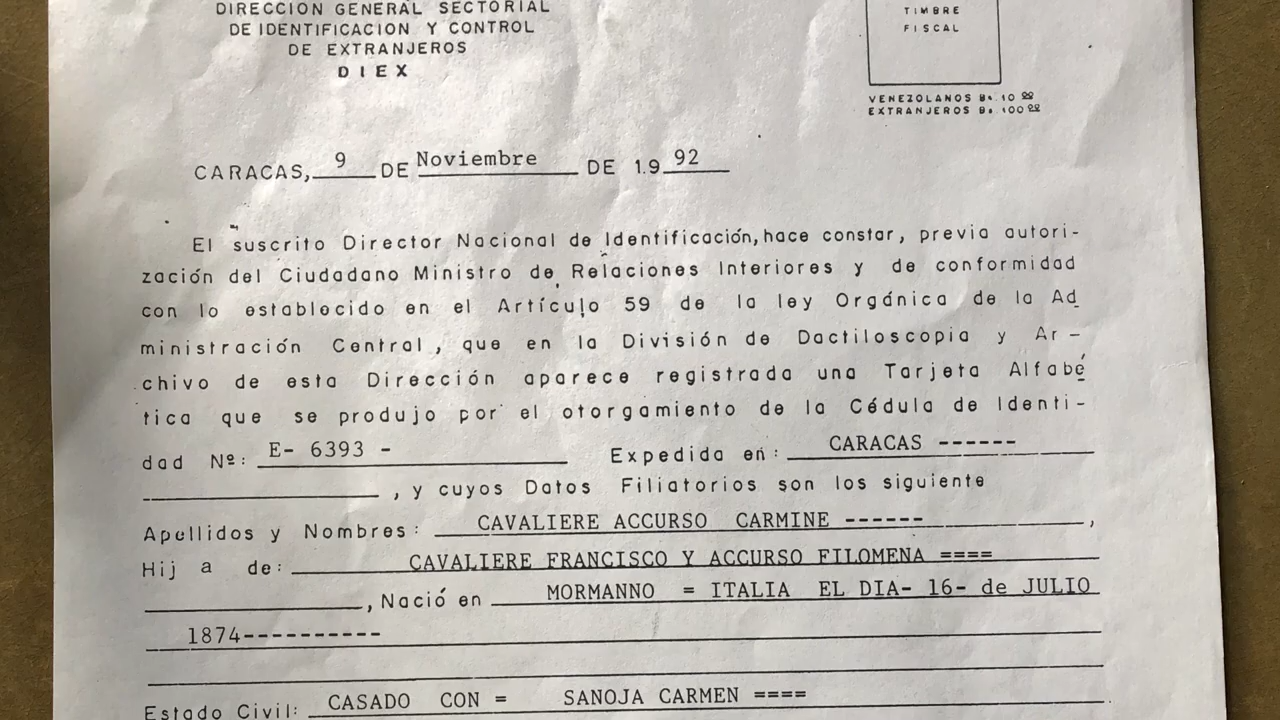 DIRECCION GENERAL SECTORIAL
DE IDENTIFICACION Y CONTROL
DE EXTRANJEROS
DIEX
TIMBRE
FISCAL
VENEZOLANOS Bs. 10 00
EXTRANJEROS Bs. 100 00
CARACAS, 9 DE Noviembre DE 1.9 92
El suscrito Director Nacional de Identificación, hace constar, previa autori-
zación del Ciudadano Ministro de Relaciones Interiores y de conformidad
con lo establecido en el Artículo 59 de la ley Orgánica de la Ad
ministración Central, que en la División de Dactiloscopia y Ar-
chivo de esta Dirección aparece registrada una Tarjeta Alfabé
tica que se produjo por el otorgamiento de la Cédula de Identi-
dad Nº: E- 6393 - Expedida en: CARACAS ------
, y cuyos Datos Filiatorios son los siguiente
Apellidos y Nombres: CAVALIERE ACCURSO CARMINE ------,
Hij a de: CAVALIERE FRANCISCO Y ACCURSO FILOMENA ====
, Nació en MORMANNO = ITALIA EL DIA- 16- de JULIO
1874----------
Estado Civil: CASADO CON = SANOJA CARMEN ====